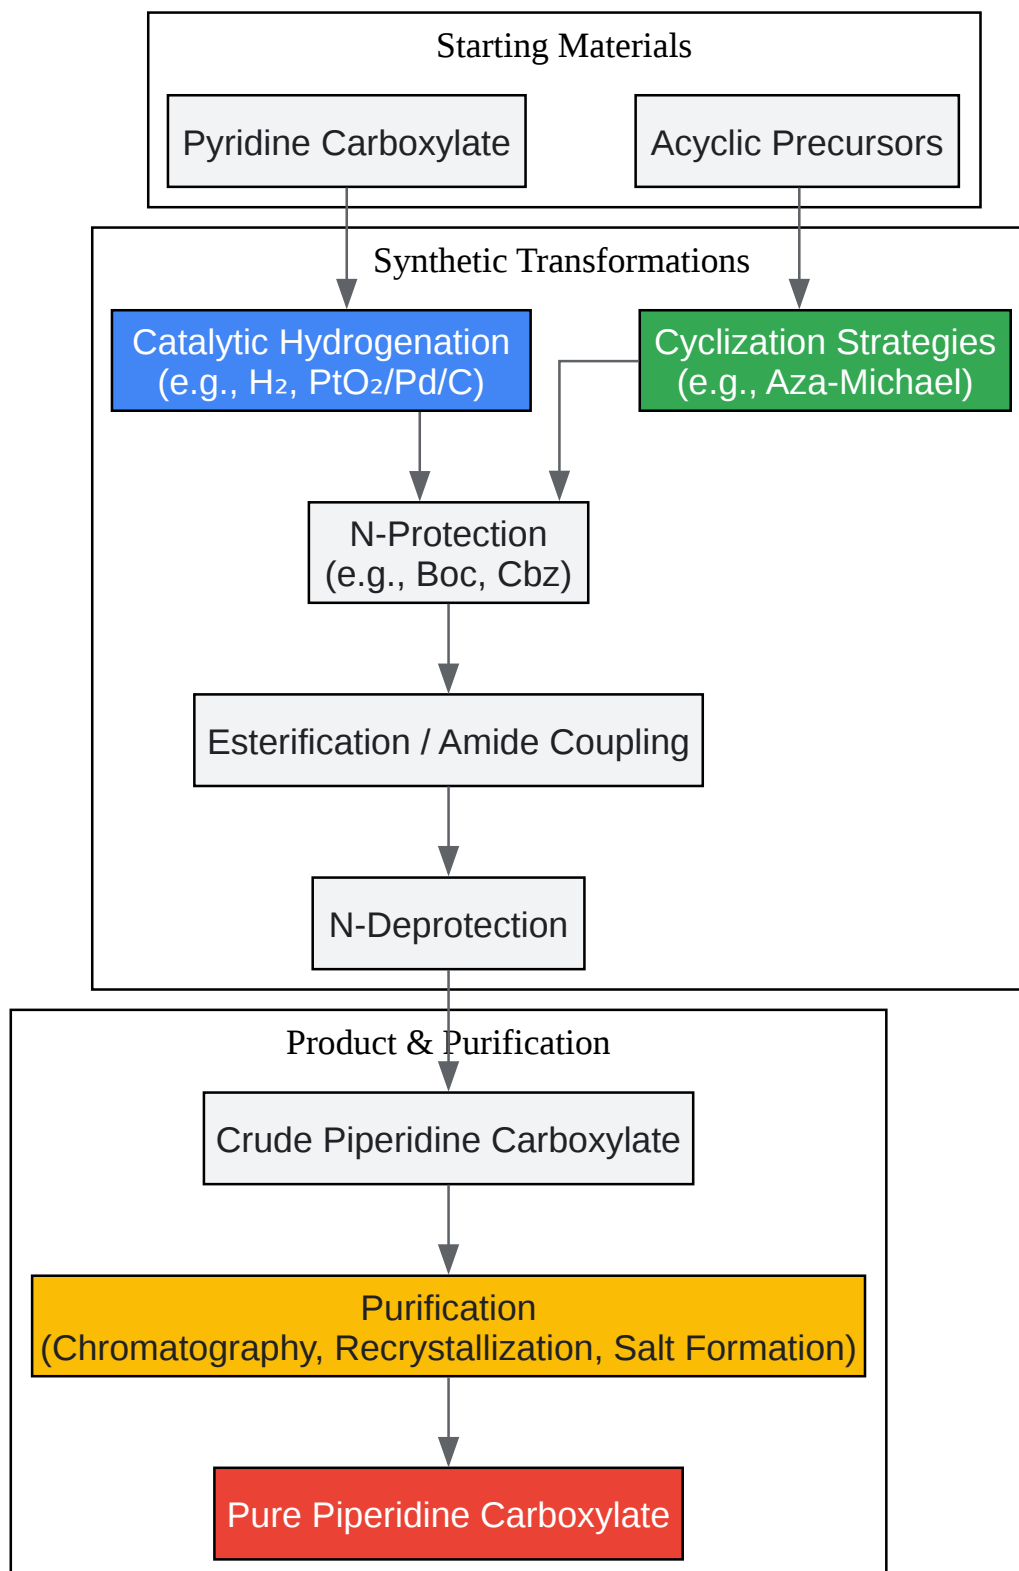 Starting Materials
Pyridine Carboxylate
Acyclic Precursors
Synthetic Transformations
Catalytic Hydrogenation
(e.g., H₂, PtO₂/Pd/C)
Cyclization Strategies
(e.g., Aza-Michael)
N-Protection
(e.g., Boc, Cbz)
Esterification / Amide Coupling
N-Deprotection
Product & Purification
Crude Piperidine Carboxylate
Purification
(Chromatography, Recrystallization, Salt Formation)
Pure Piperidine Carboxylate